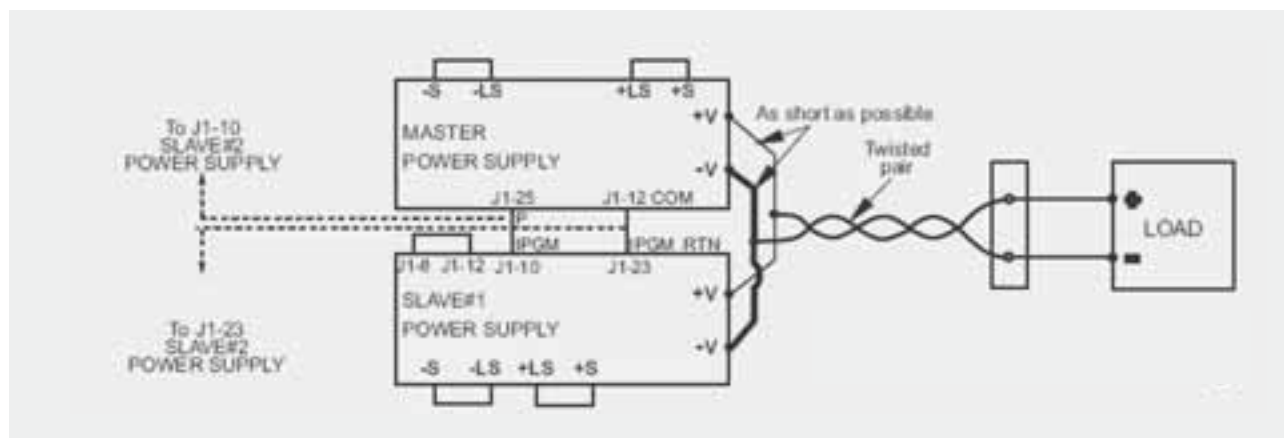 -S -LS +LS +S
To J1-10
SLAVE#2
POWER SUPPLY
MASTER
POWER SUPPLY
+V
-V
As short as possible
Twisted
pair
J1-25 J1-12 COM
P
IPGM IPGM RTN
J1-8 J1-12 J1-10 J1-23
LOAD
SLAVE#1
POWER SUPPLY
+V
-V
To J1-23
SLAVE#2
POWER SUPPLY
-S -LS +LS +S